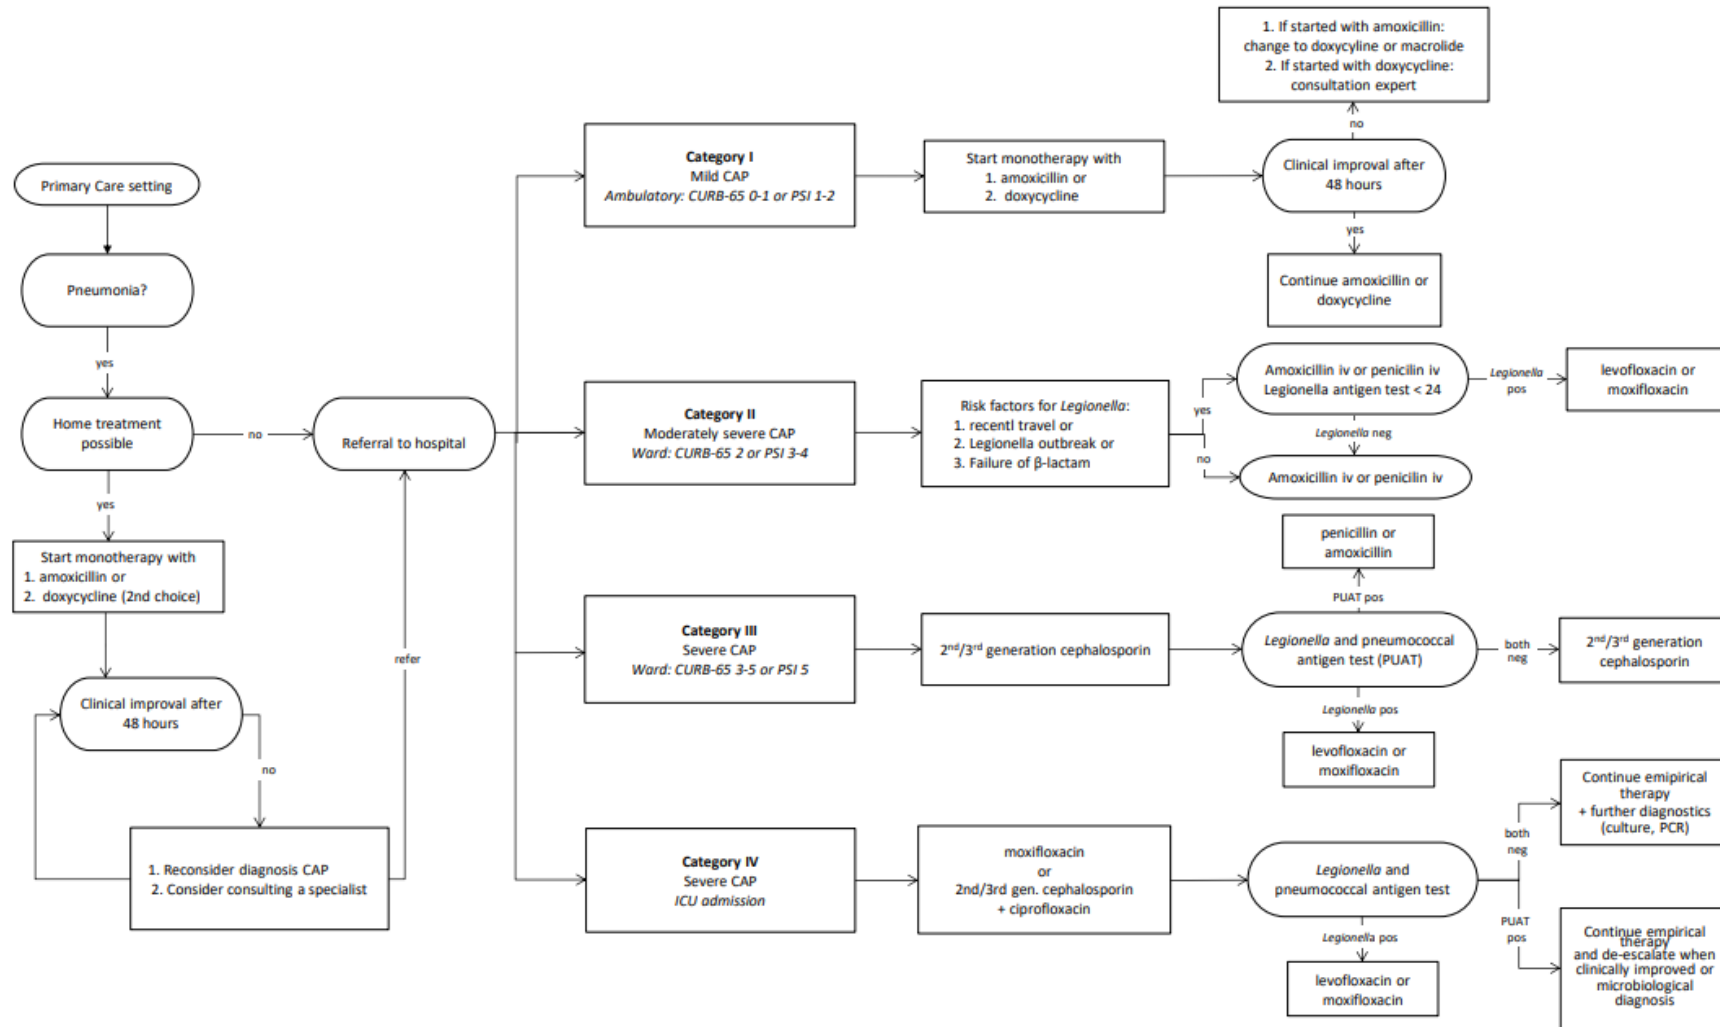 Primary Care setting
Pneumonia?
yes
Home treatment
possible
no
yes
Start monotherapy with
1. amoxicillin or
2. doxycycline (2nd choice)
Clinical improval after
48 hours
no
1. Reconsider diagnosis CAP
2. Consider consulting a specialist
refer
Referral to hospital
Category I
Mild CAP
Ambulatory: CURB-65 0-1 or PSI 1-2
Start monotherapy with
1. amoxicillin or
2. doxycycline
Clinical improval after
48 hours
no
1. If started with amoxicillin:
change to doxycyline or macrolide
2. If started with doxycycline:
consultation expert
yes
Continue amoxicillin or
doxycycline
Category II
Moderately severe CAP
Ward: CURB-65 2 or PSI 3-4
Risk factors for Legionella:
1. recentl travel or
2. Legionella outbreak or
3. Failure of β-lactam
yes
no
Amoxicillin iv or penicilin iv
Legionella antigen test < 24
Legionella
pos
levofloxacin or
moxifloxacin
Legionella neg
Amoxicillin iv or penicilin iv
Category III
Severe CAP
Ward: CURB-65 3-5 or PSI 5
2nd/3rd generation cephalosporin
Legionella and pneumococcal
antigen test (PUAT)
PUAT pos
penicillin or
amoxicillin
both
neg
2nd/3rd generation
cephalosporin
Legionella pos
levofloxacin or
moxifloxacin
Category IV
Severe CAP
ICU admission
moxifloxacin
or
2nd/3rd gen. cephalosporin
+ ciprofloxacin
Legionella and
pneumococcal antigen test
both
neg
Continue emipirical
therapy
+ further diagnostics
(culture, PCR)
PUAT
pos
Continue empirical
therapy
and de-escalate when
clinically improved or
microbiological
diagnosis
Legionella pos
levofloxacin or
moxifloxacin